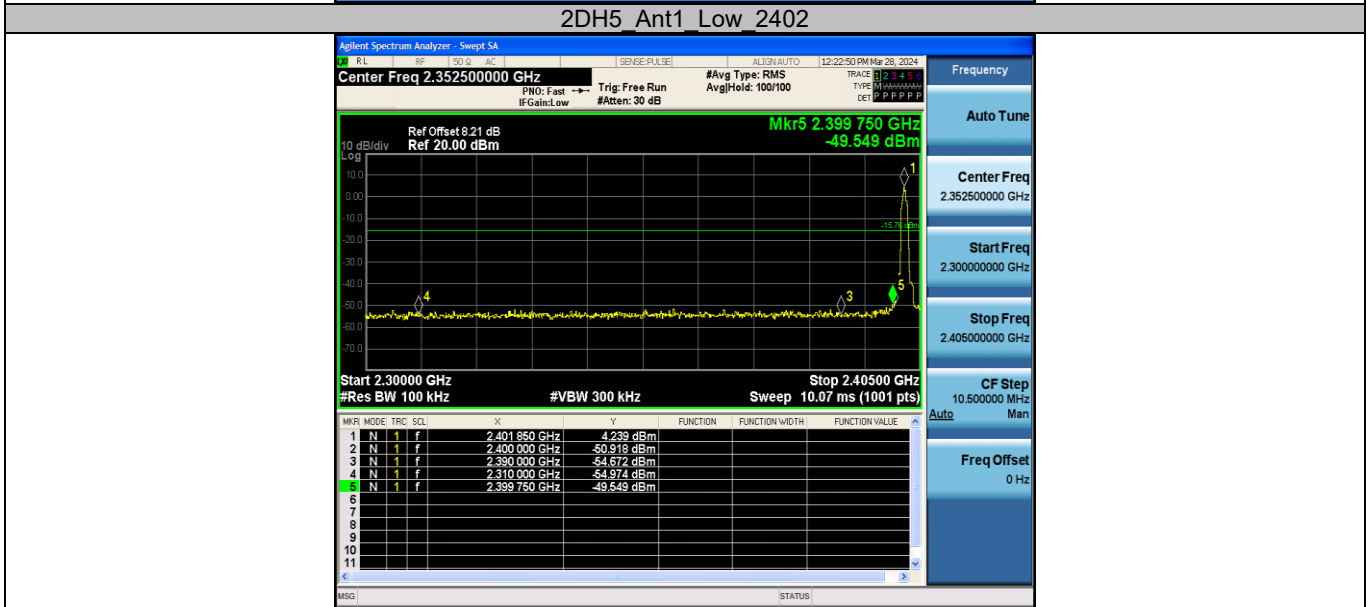 2DH5_Ant1_Low_2402
Agilent Spectrum Analyzer - Swept SA
LXI RL RF 50 Ω AC SENSE:PULSE ALIGN AUTO 12:22:50 PM Mar 28, 2024
Center Freq 2.352500000 GHz
PNO: Fast
IFGain:Low
Trig: Free Run
#Atten: 30 dB
#Avg Type: RMS
Avg|Hold: 100/100
TRACE 1 2 3 4 5 6
TYPE M
DET P P P P P P
Mkr5 2.399 750 GHz
-49.549 dBm
Ref Offset 8.21 dB
10 dB/div Ref 20.00 dBm
Log
10.0
0.00
-10.0
-20.0
-30.0
-40.0
-50.0
-60.0
-70.0
1
5
3
4
Start 2.30000 GHz Stop 2.40500 GHz
#Res BW 100 kHz #VBW 300 kHz Sweep 10.07 ms (1001 pts)
MKR MODE TRC SCL X Y FUNCTION FUNCTION WIDTH FUNCTION VALUE
1 N 1 f 2.401 850 GHz 4.239 dBm
2 N 1 f 2.400 000 GHz -50.918 dBm
3 N 1 f 2.390 000 GHz -54.672 dBm
4 N 1 f 2.310 000 GHz -54.974 dBm
5 N 1 f 2.399 750 GHz -49.549 dBm
6
7
8
9
10
11
MSG STATUS
Frequency
Auto Tune
Center Freq
2.352500000 GHz
Start Freq
2.300000000 GHz
Stop Freq
2.405000000 GHz
CF Step
10.500000 MHz
Auto Man
Freq Offset
0 Hz